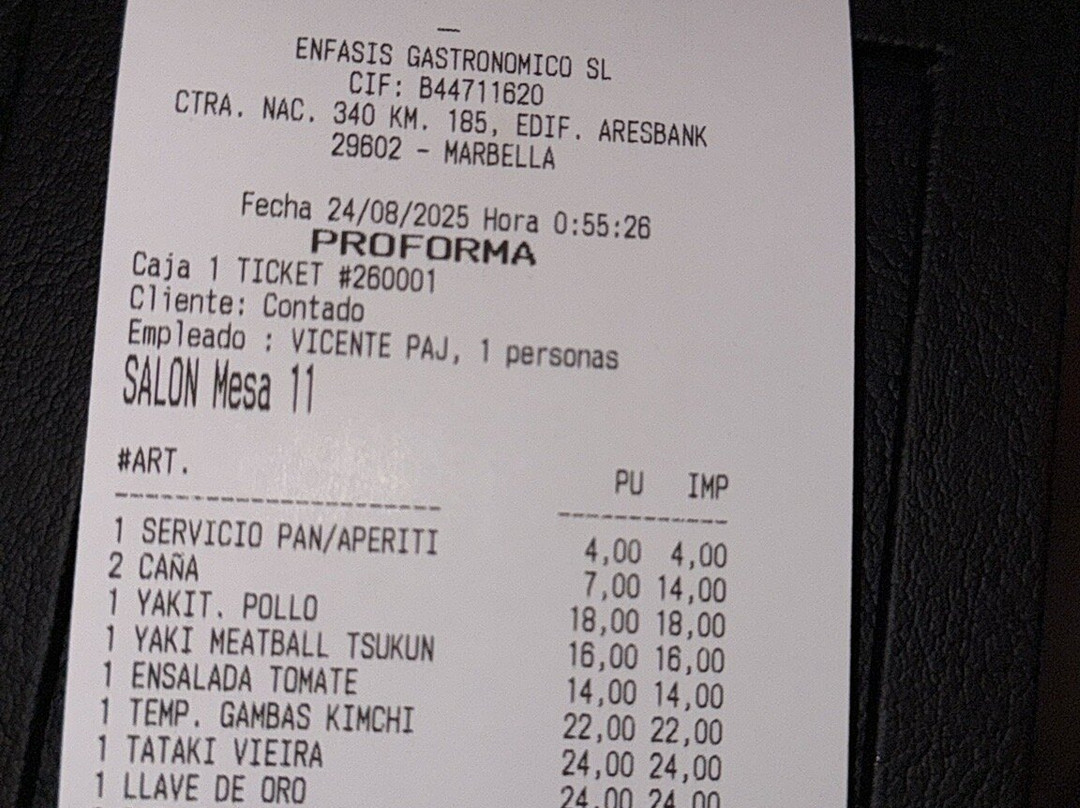 ENFASIS GASTRONOMICO SL
CIF: B44711620
CTRA. NAC. 340 KM. 185, EDIF. ARESBANK
29602 - MARBELLA
Fecha 24/08/2025 Hora 0:55:26
PROFORMA
Caja 1 TICKET #260001
Cliente: Contado
Empleado : VICENTE PAJ, 1 personas
SALON Mesa 11
#ART. PU IMP
1 SERVICIO PAN/APERITI 4,00 4,00
2 CAÑA 7,00 14,00
1 YAKIT. POLLO 18,00 18,00
1 YAKI MEATBALL TSUKUN 16,00 16,00
1 ENSALADA TOMATE 14,00 14,00
1 TEMP. GAMBAS KIMCHI 22,00 22,00
1 TATAKI VIEIRA 24,00 24,00
1 LLAVE DE ORO 24,00 24,00